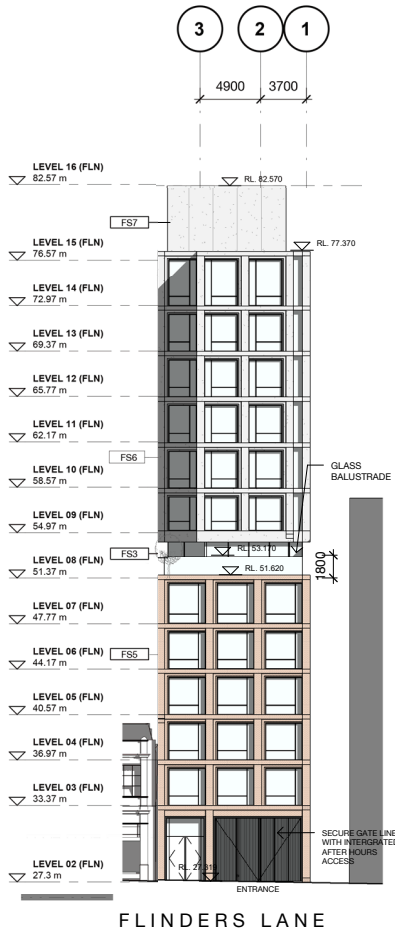 3 2 1
4900 3700
LEVEL 16 (FLN)
82.57 m
RL. 82.570
FS7
LEVEL 15 (FLN)
76.57 m
RL. 77.370
LEVEL 14 (FLN)
72.97 m
LEVEL 13 (FLN)
69.37 m
LEVEL 12 (FLN)
65.77 m
LEVEL 11 (FLN)
62.17 m
FS6
LEVEL 10 (FLN)
58.57 m
GLASS
BALUSTRADE
LEVEL 09 (FLN)
54.97 m
FS3
RL. 53.170
LEVEL 08 (FLN)
51.37 m
RL. 51.620
1800
LEVEL 07 (FLN)
47.77 m
LEVEL 06 (FLN)
44.17 m
FS5
LEVEL 05 (FLN)
40.57 m
LEVEL 04 (FLN)
36.97 m
LEVEL 03 (FLN)
33.37 m
SECURE GATE LINE
WITH INTERGRATED
AFTER HOURS
ACCESS
LEVEL 02 (FLN)
27.3 m
RL. 27.310
ENTRANCE
FLINDERS LANE